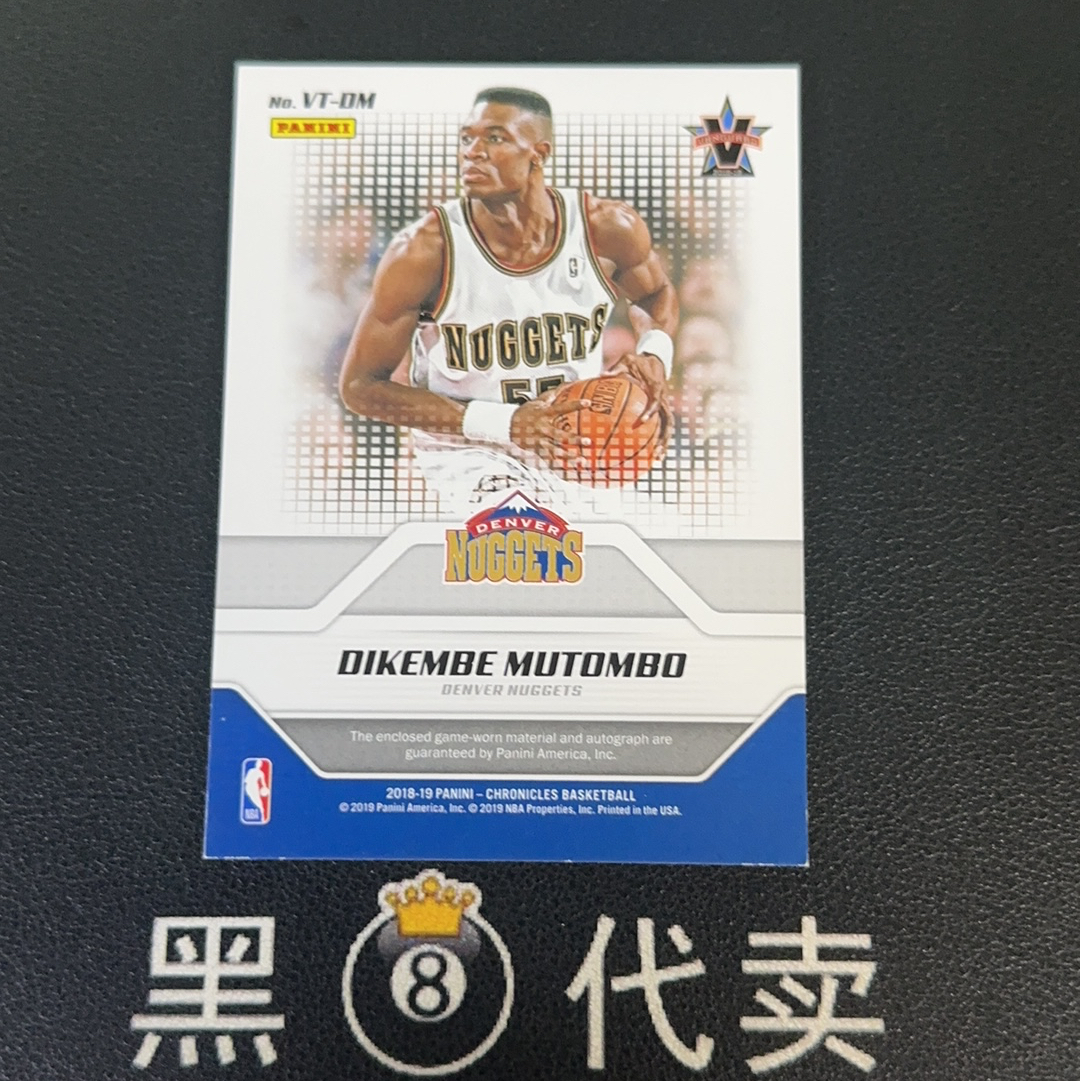 No. VT-DM
PANINI
V
NUGGETS
55
DENVER
NUGGETS
DIKEMBE MUTOMBO
DENVER NUGGETS
The enclosed game-worn material and autograph are
guaranteed by Panini America, Inc.
NBA
2018-19 PANINI – CHRONICLES BASKETBALL
© 2019 Panini America, Inc. © 2019 NBA Properties, Inc. Printed in the USA.
黑8代卖